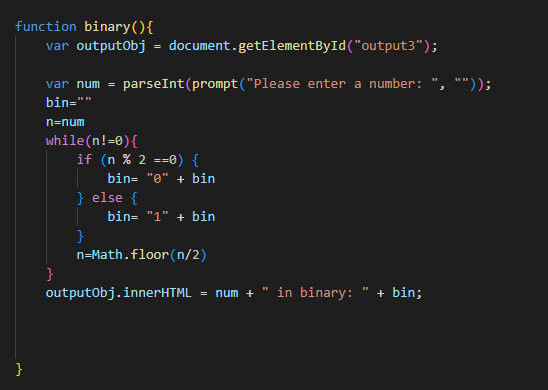 function binary(){
var outputObj = document.getElementById("output3");
var num = parseInt(prompt("Please enter a number: ", ""));
bin=""
n=num
while(n!=0){
if (n % 2 ==0) {
bin= "0" + bin
} else {
bin= "1" + bin
}
n=Math.floor(n/2)
}
outputObj.innerHTML = num + " in binary: " + bin;
}